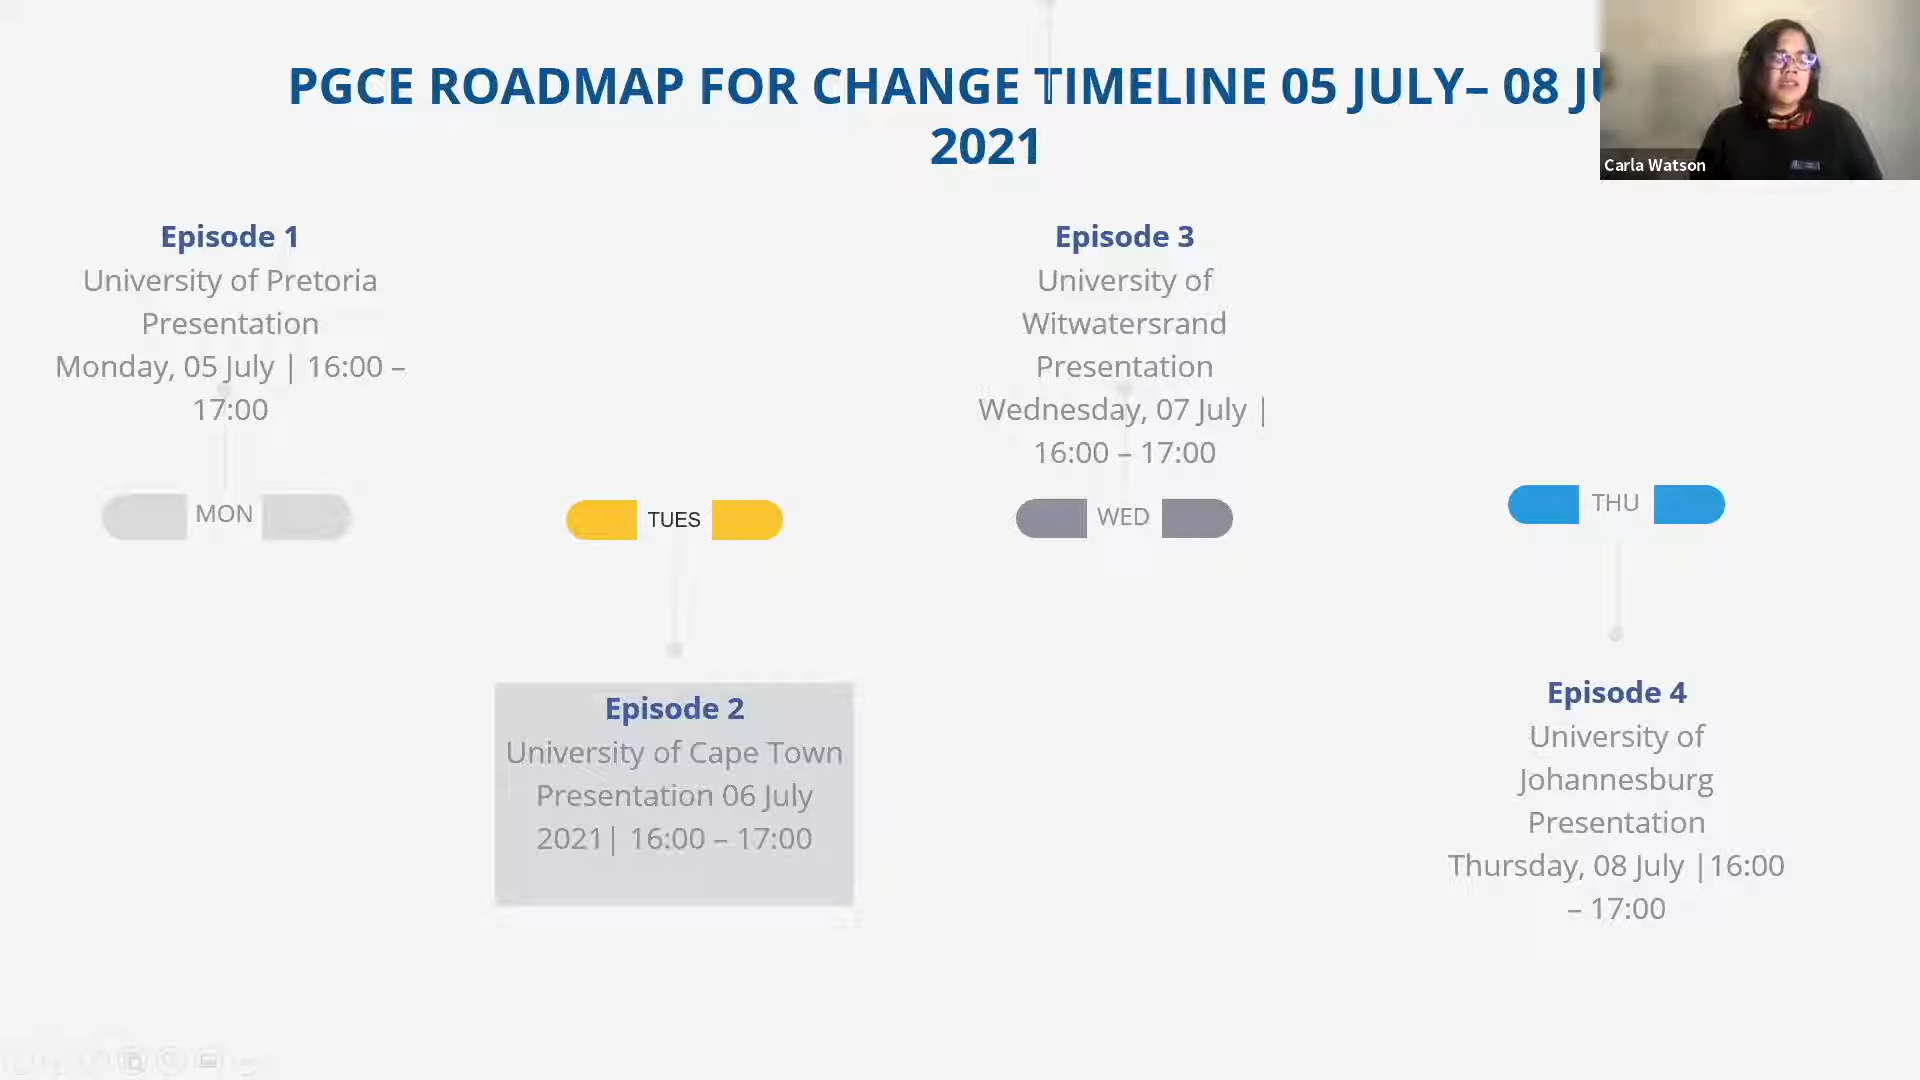 PGCE ROADMAP FOR CHANGE TIMELINE 05 JULY– 08
2021
Carla Watson
Episode 1
University of Pretoria
Presentation
Monday, 05 July | 16:00 –
17:00
MON
TUES
Episode 2
University of Cape Town
Presentation 06 July
2021| 16:00 – 17:00
Episode 3
University of
Witwatersrand
Presentation
Wednesday, 07 July |
16:00 – 17:00
WED
THU
Episode 4
University of
Johannesburg
Presentation
Thursday, 08 July |16:00
– 17:00